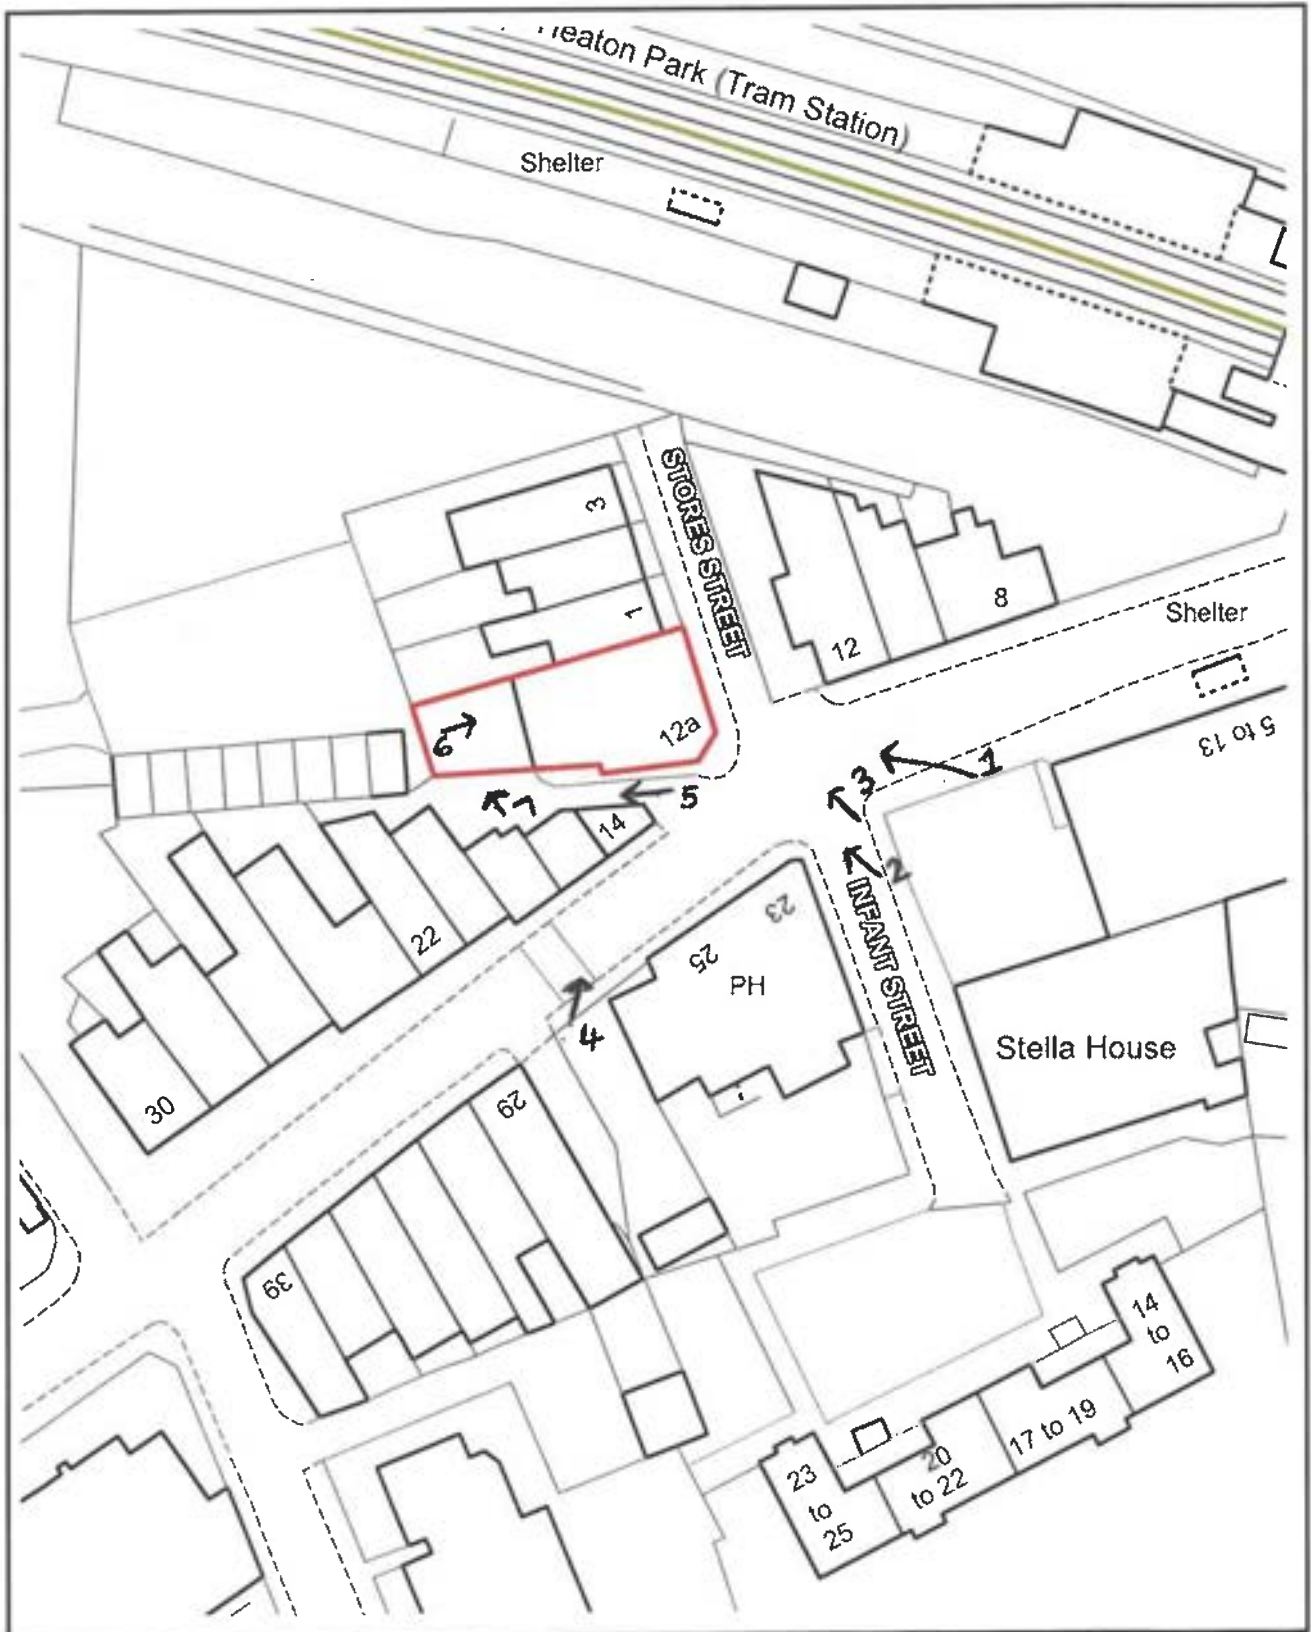 Heaton Park (Tram Station)
Shelter
STORES STREET
3
1
12
8
Shelter
12a
6
5 to 13
1
3
5
7
14
2
INFANT STREET
23
25
PH
22
4
Stella House
30
29
39
14
to
16
17 to 19
20
to 22
23
to
25